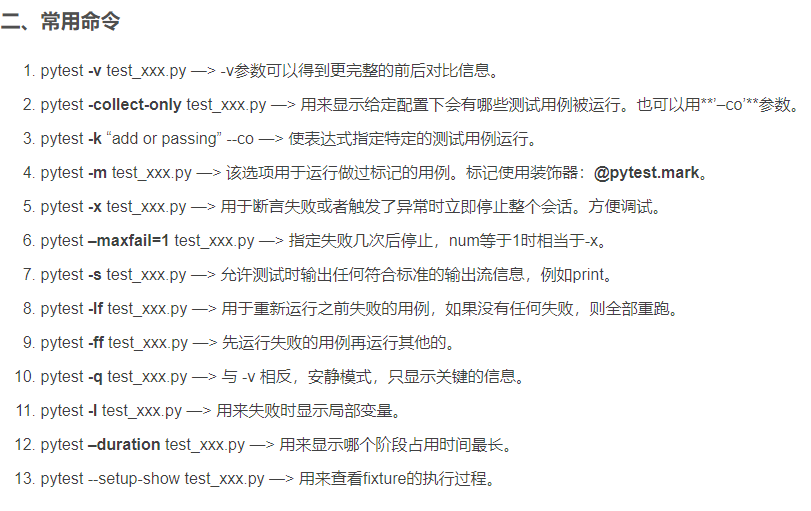 二、常用命令
1. pytest -v test_xxx.py —> -v参数可以得到更完整的前后对比信息。
2. pytest -collect-only test_xxx.py —> 用来显示给定配置下会有哪些测试用例被运行。也可以用**’–co’**参数。
3. pytest -k “add or passing” --co —> 使表达式指定特定的测试用例运行。
4. pytest -m test_xxx.py —> 该选项用于运行做过标记的用例。标记使用装饰器：@pytest.mark。
5. pytest -x test_xxx.py —> 用于断言失败或者触发了异常时立即停止整个会话。方便调试。
6. pytest –maxfail=1 test_xxx.py —> 指定失败几次后停止，num等于1时相当于-x。
7. pytest -s test_xxx.py —> 允许测试时输出任何符合标准的输出流信息，例如print。
8. pytest -lf test_xxx.py —> 用于重新运行之前失败的用例，如果没有任何失败，则全部重跑。
9. pytest -ff test_xxx.py —> 先运行失败的用例再运行其他的。
10. pytest -q test_xxx.py —> 与 -v 相反，安静模式，只显示关键的信息。
11. pytest -l test_xxx.py —> 用来失败时显示局部变量。
12. pytest –duration test_xxx.py —> 用来显示哪个阶段占用时间最长。
13. pytest --setup-show test_xxx.py —> 用来查看fixture的执行过程。